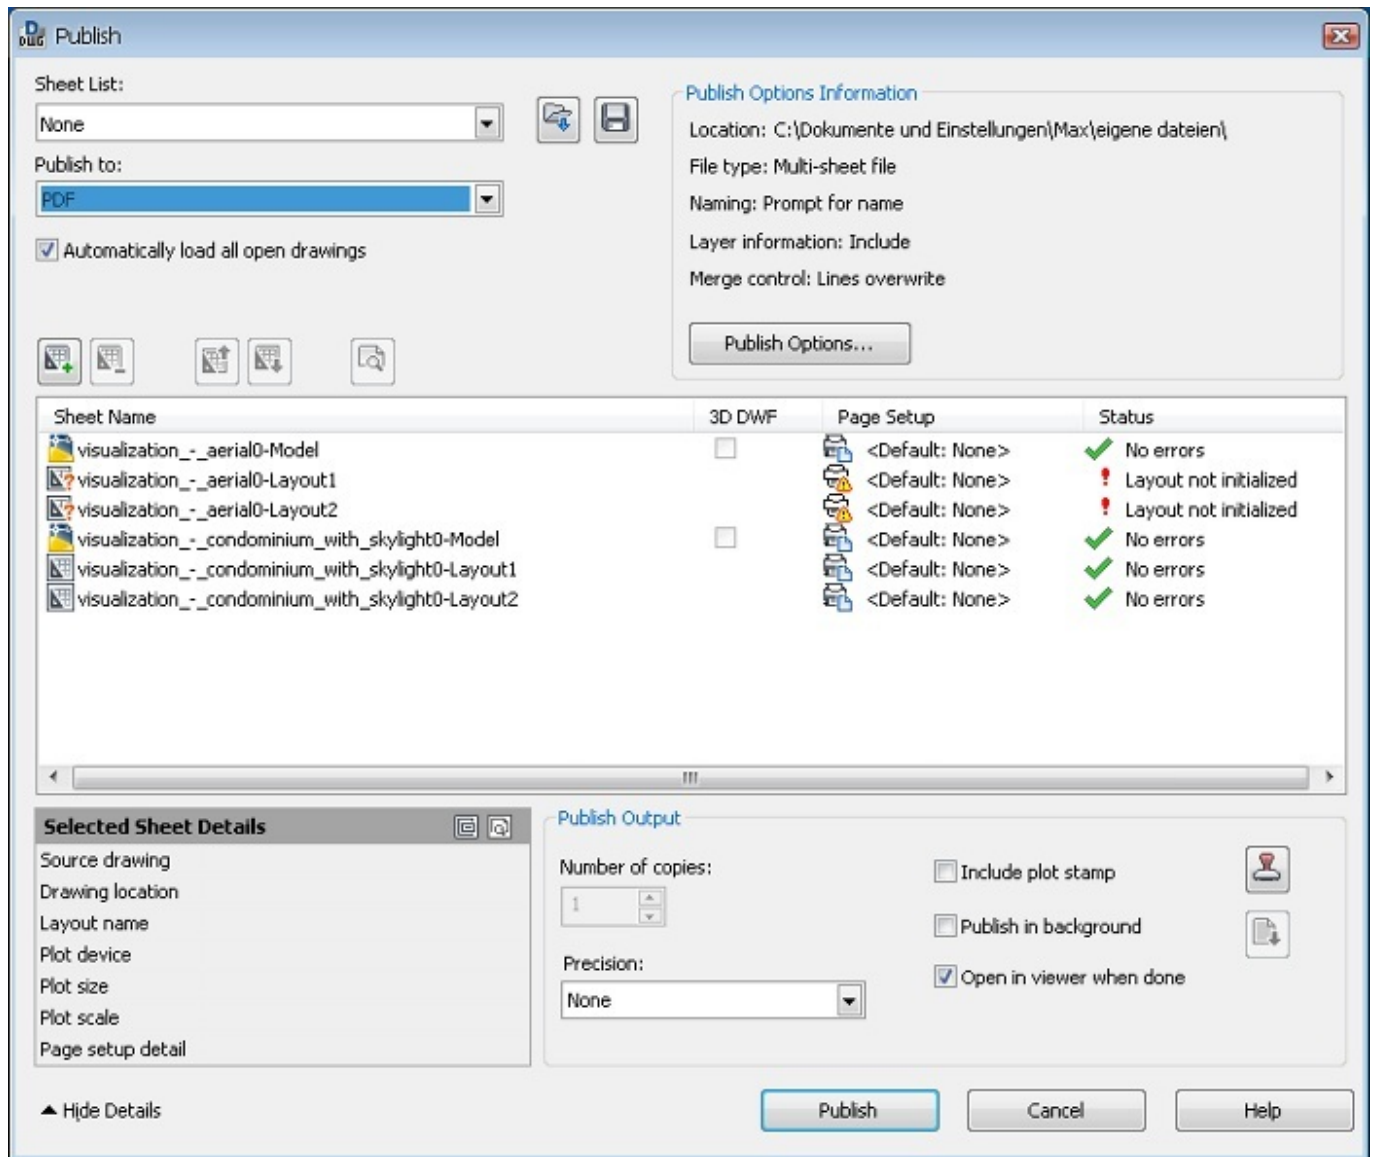 DWG Publish
Sheet List:
None
Publish to:
PDF
Automatically load all open drawings
Publish Options Information
Location: C:\Dokumente und Einstellungen\Max\eigene dateien\
File type: Multi-sheet file
Naming: Prompt for name
Layer information: Include
Merge control: Lines overwrite
Publish Options...
Sheet Name 3D DWF Page Setup Status
visualization_-_aerial0-Model <Default: None> No errors
visualization_-_aerial0-Layout1 <Default: None> Layout not initialized
visualization_-_aerial0-Layout2 <Default: None> Layout not initialized
visualization_-_condominium_with_skylight0-Model <Default: None> No errors
visualization_-_condominium_with_skylight0-Layout1 <Default: None> No errors
visualization_-_condominium_with_skylight0-Layout2 <Default: None> No errors
Selected Sheet Details
Source drawing
Drawing location
Layout name
Plot device
Plot size
Plot scale
Page setup detail
Publish Output
Number of copies:
1
Precision:
None
Include plot stamp
Publish in background
Open in viewer when done
Hide Details
Publish
Cancel
Help